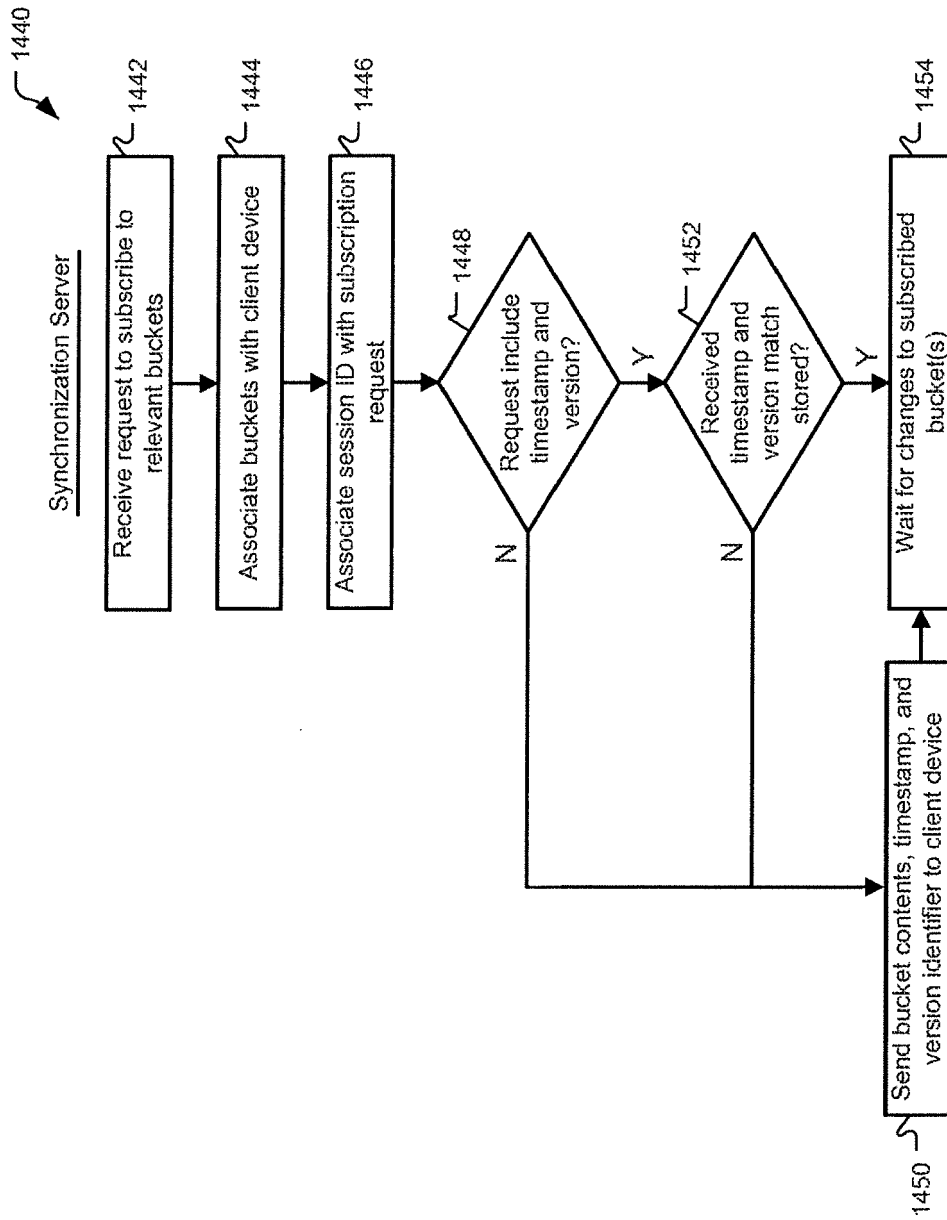 1440
Synchronization Server
Receive request to subscribe to
relevant buckets
1442
Associate buckets with client device
1444
Associate session ID with subscription
request
1446
Request include
timestamp and
version?
1448
N
Y
Received
timestamp and
version match
stored?
1452
N
Y
Send bucket contents, timestamp, and
version identifier to client device
1450
Wait for changes to subscribed
bucket(s)
1454